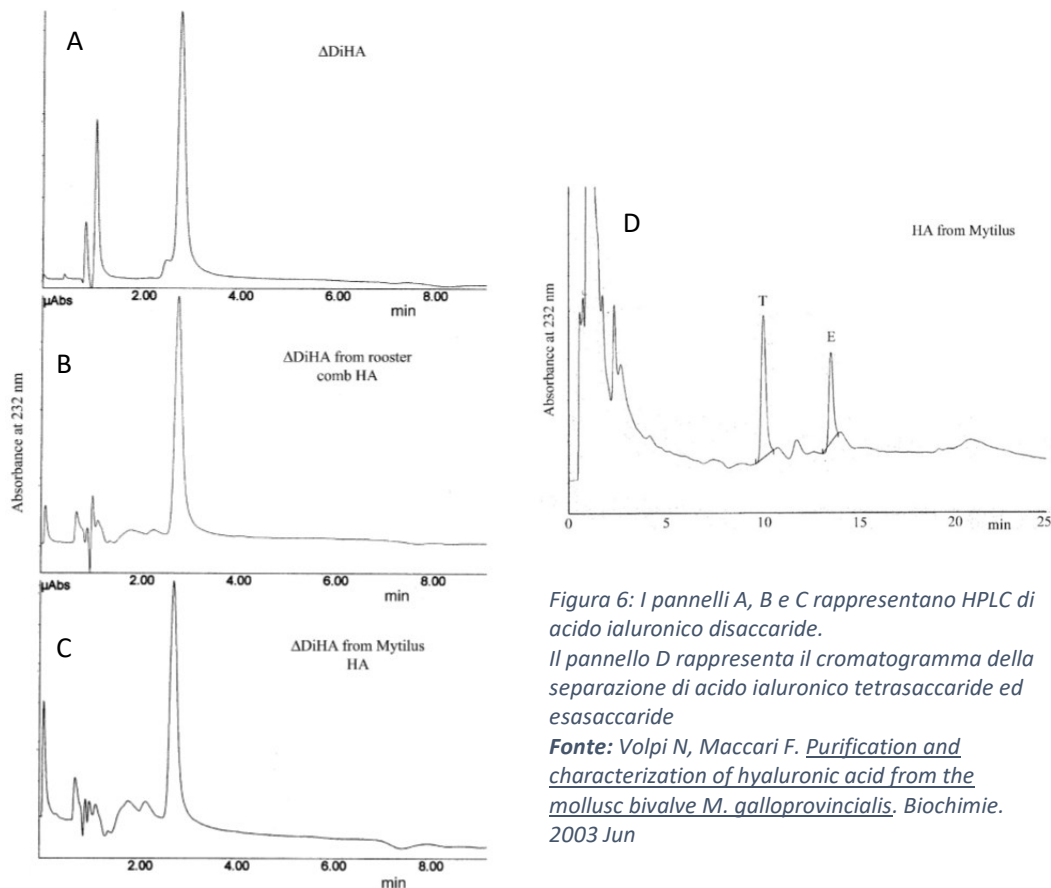 A
ΔDiHA
2.00 4.00 6.00 8.00
min
µAbs
B
ΔDiHA from rooster
comb HA
Absorbance at 232 nm
2.00 4.00 6.00 8.00
min
µAbs
C
ΔDiHA from Mytilus
HA
2.00 4.00 6.00 8.00
min
D
HA from Mytilus
T
E
Absorbance at 232 nm
0 5 10 15 20 25
min
Figura 6: I pannelli A, B e C rappresentano HPLC di
acido ialuronico disaccaride.
Il pannello D rappresenta il cromatogramma della
separazione di acido ialuronico tetrasaccaride ed
esasaccaride
Fonte: Volpi N, Maccari F. Purification and
characterization of hyaluronic acid from the
mollusc bivalve M. galloprovincialis. Biochimie.
2003 Jun